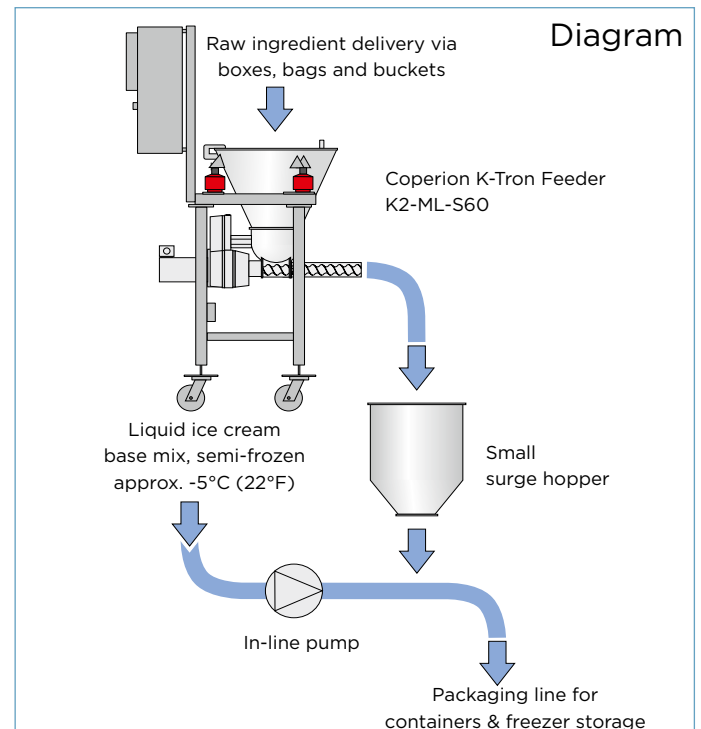 Diagram
Raw ingredient delivery via
boxes, bags and buckets
Coperion K-Tron Feeder
K2-ML-S60
Liquid ice cream
base mix, semi-frozen
approx. -5°C (22°F)
Small
surge hopper
In-line pump
Packaging line for
containers & freezer storage